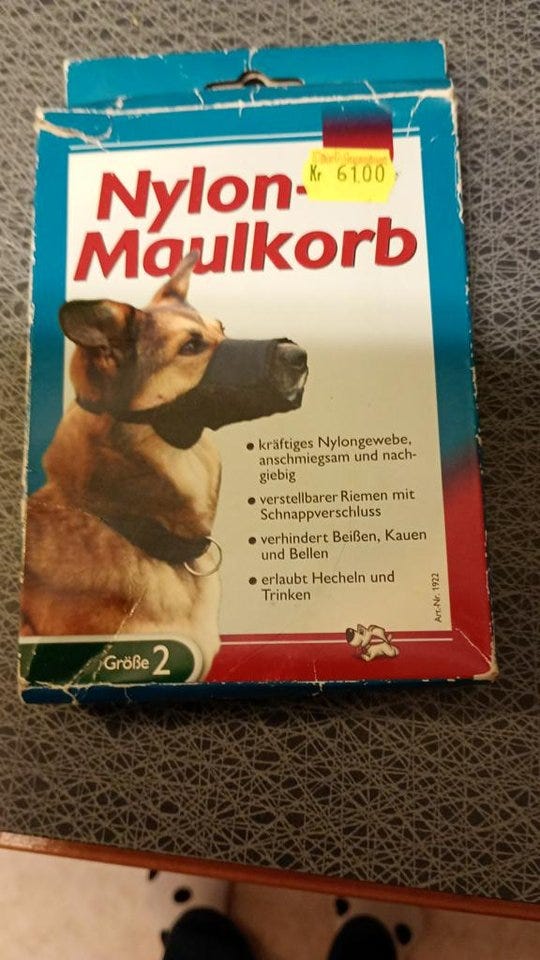 Kr 61.00
Nylon-
Maulkorb
• kräftiges Nylongewebe,
anschmiegsam und nach-
giebig
• verstellbarer Riemen mit
Schnappverschluss
• verhindert Beißen, Kauen
und Bellen
• erlaubt Hecheln und
Trinken
Art.-Nr. 1922
Größe 2